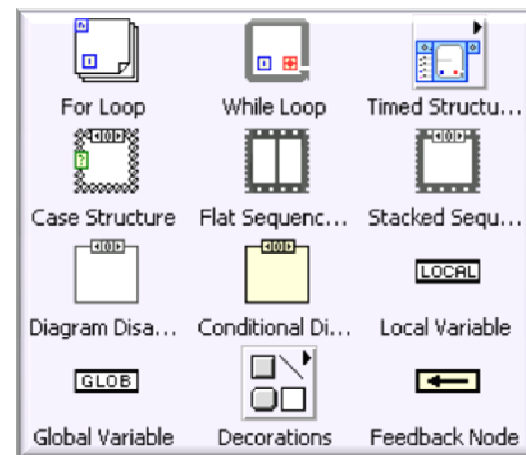 For Loop
While Loop
Timed Structu...
Case Structure
Flat Sequenc...
Stacked Sequ...
Diagram Disa...
Conditional Di...
LOCAL
Local Variable
GLOB
Global Variable
Decorations
Feedback Node